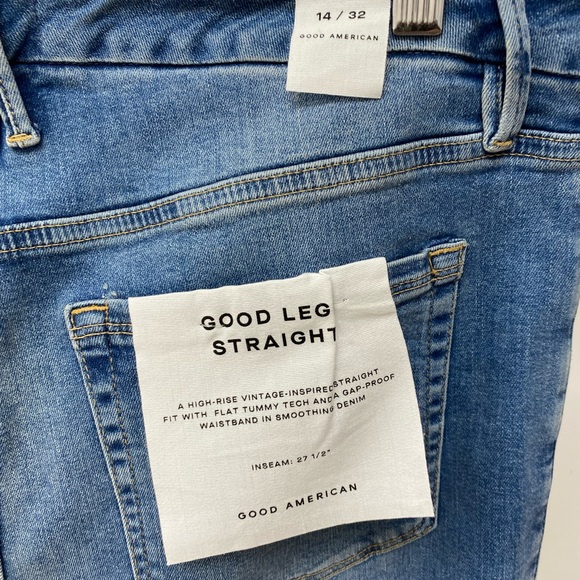 14 / 32
GOOD AMERICAN
GOOD LEG
STRAIGHT
A HIGH-RISE VINTAGE-INSPIRED STRAIGHT
FIT WITH FLAT TUMMY TECH AND A GAP-PROOF
WAISTBAND IN SMOOTHING DENIM
INSEAM: 27 1/2"
GOOD AMERICAN